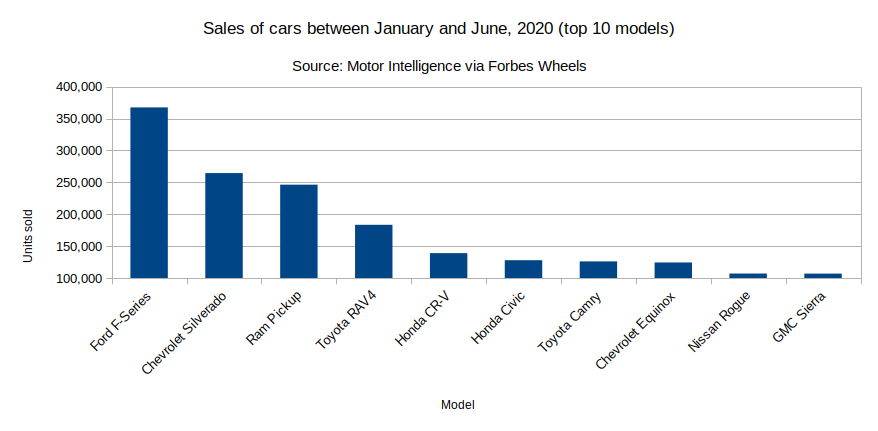 Sales of cars between January and June, 2020 (top 10 models)
Source: Motor Intelligence via Forbes Wheels
400,000
350,000
300,000
250,000
200,000
150,000
100,000
Units sold
Ford F-Series
Chevrolet Silverado
Ram Pickup
Toyota RAV4
Honda CR-V
Honda Civic
Toyota Camry
Chevrolet Equinox
Nissan Rogue
GMC Sierra
Model